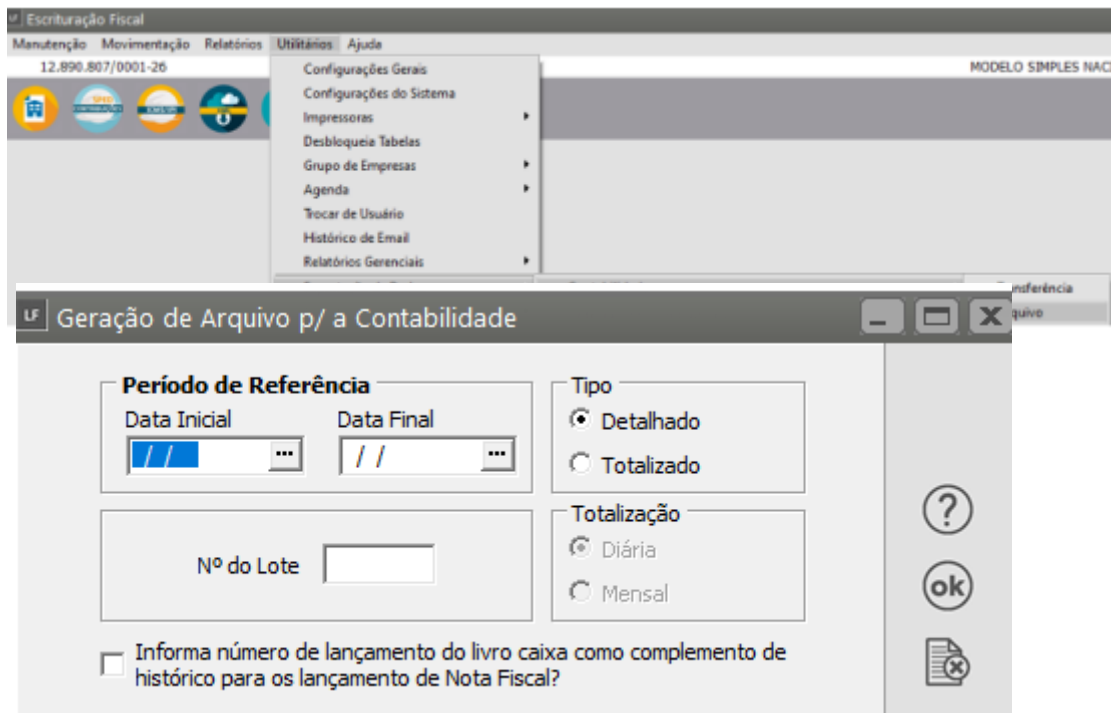 LF Escrituração Fiscal
Manutenção Movimentação Relatórios Utilitários Ajuda
12.890.807/0001-26 MODELO SIMPLES NAC
Configurações Gerais
Configurações do Sistema
Impressoras
Desbloqueia Tabelas
Grupo de Empresas
Agenda
Trocar de Usuário
Histórico de Email
Relatórios Gerenciais
LF Geração de Arquivo p/ a Contabilidade
Período de Referência
Data Inicial Data Final
/ / ... / / ...
Tipo
Detalhado
Totalizado
Nº do Lote
Totalização
Diária
Mensal
Informa número de lançamento do livro caixa como complemento de
histórico para os lançamento de Nota Fiscal?
?
ok